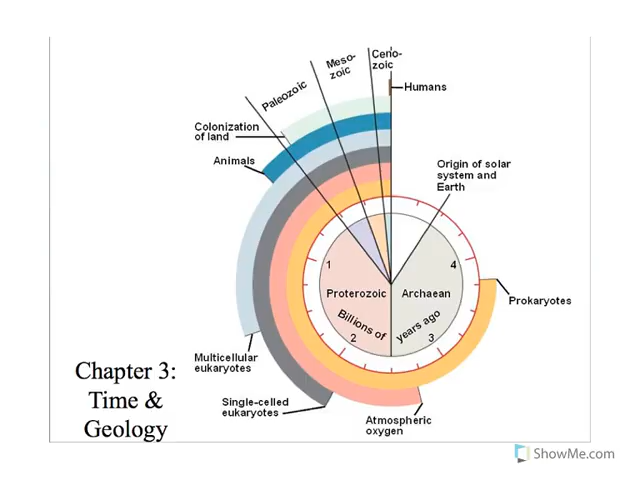 Ceno-
zoic
Meso-
zoic
Paleozoic
Humans
Colonization
of land
Animals
Origin of solar
system and
Earth
1
4
Proterozoic
Archaean
Prokaryotes
Billions of
years ago
2
3
Multicellular
eukaryotes
Single-celled
eukaryotes
Atmospheric
oxygen
Chapter 3:
Time &
Geology
ShowMe.com